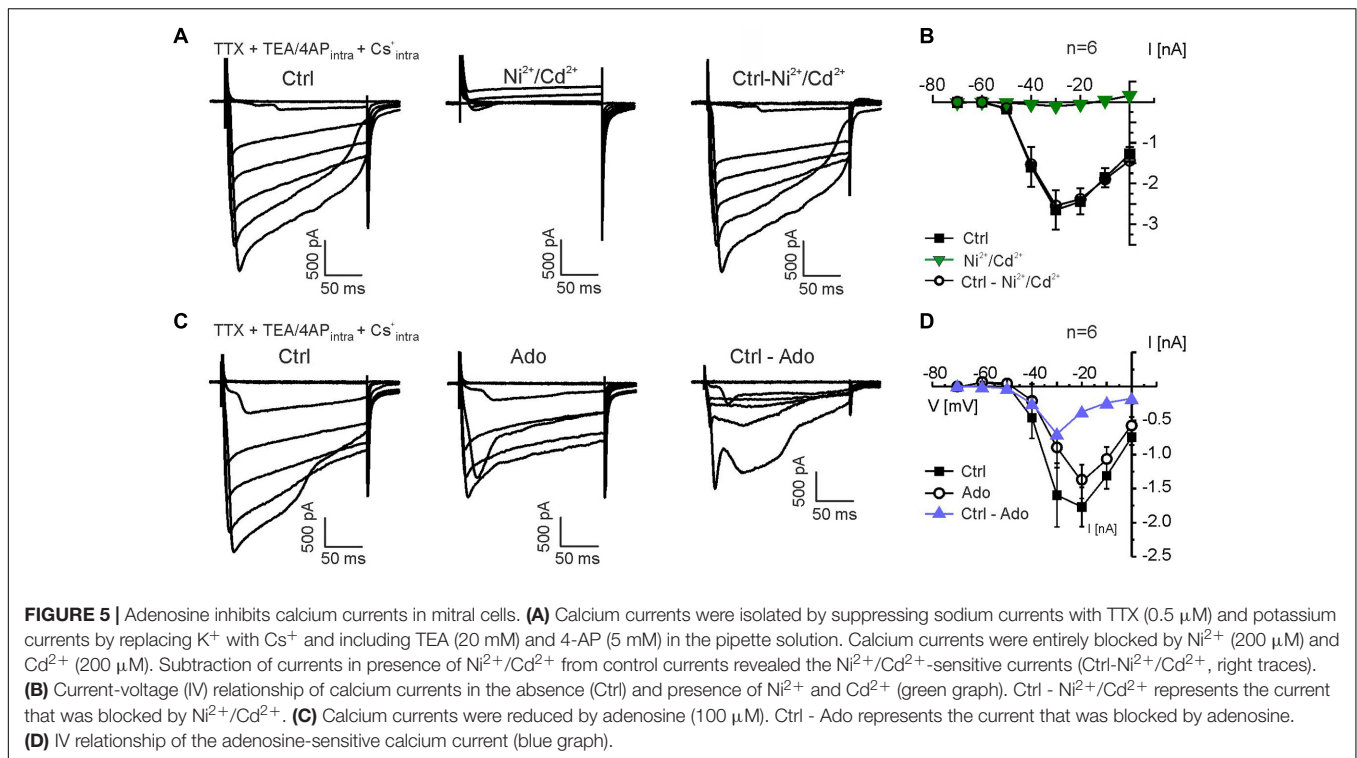 A
TTX + TEA/4APintra + Cs+intra
Ctrl
Ni2+/Cd2+
Ctrl-Ni2+/Cd2+
500 pA
50 ms
500 pA
50 ms
500 pA
50 ms
B
n=6
I [nA]
-80 -60 -40 -20
-1
-2
-3
Ctrl
Ni2+/Cd2+
Ctrl - Ni2+/Cd2+
C
TTX + TEA/4APintra + Cs+intra
Ctrl
Ado
Ctrl - Ado
500 pA
50 ms
500 pA
50 ms
500 pA
50 ms
D
n=6
I [nA]
-80 -60 -40 -20
V [mV]
-0.5
-1.0
-1.5
-2.0
-2.5
Ctrl
Ado
Ctrl - Ado
I [nA]
FIGURE 5 | Adenosine inhibits calcium currents in mitral cells. (A) Calcium currents were isolated by suppressing sodium currents with TTX (0.5 μM) and potassium
currents by replacing K+ with Cs+ and including TEA (20 mM) and 4-AP (5 mM) in the pipette solution. Calcium currents were entirely blocked by Ni2+ (200 μM) and
Cd2+ (200 μM). Subtraction of currents in presence of Ni2+/Cd2+ from control currents revealed the Ni2+/Cd2+-sensitive currents (Ctrl-Ni2+/Cd2+, right traces).
(B) Current-voltage (IV) relationship of calcium currents in the absence (Ctrl) and presence of Ni2+ and Cd2+ (green graph). Ctrl - Ni2+/Cd2+ represents the current
that was blocked by Ni2+/Cd2+. (C) Calcium currents were reduced by adenosine (100 μM). Ctrl - Ado represents the current that was blocked by adenosine.
(D) IV relationship of the adenosine-sensitive calcium current (blue graph).